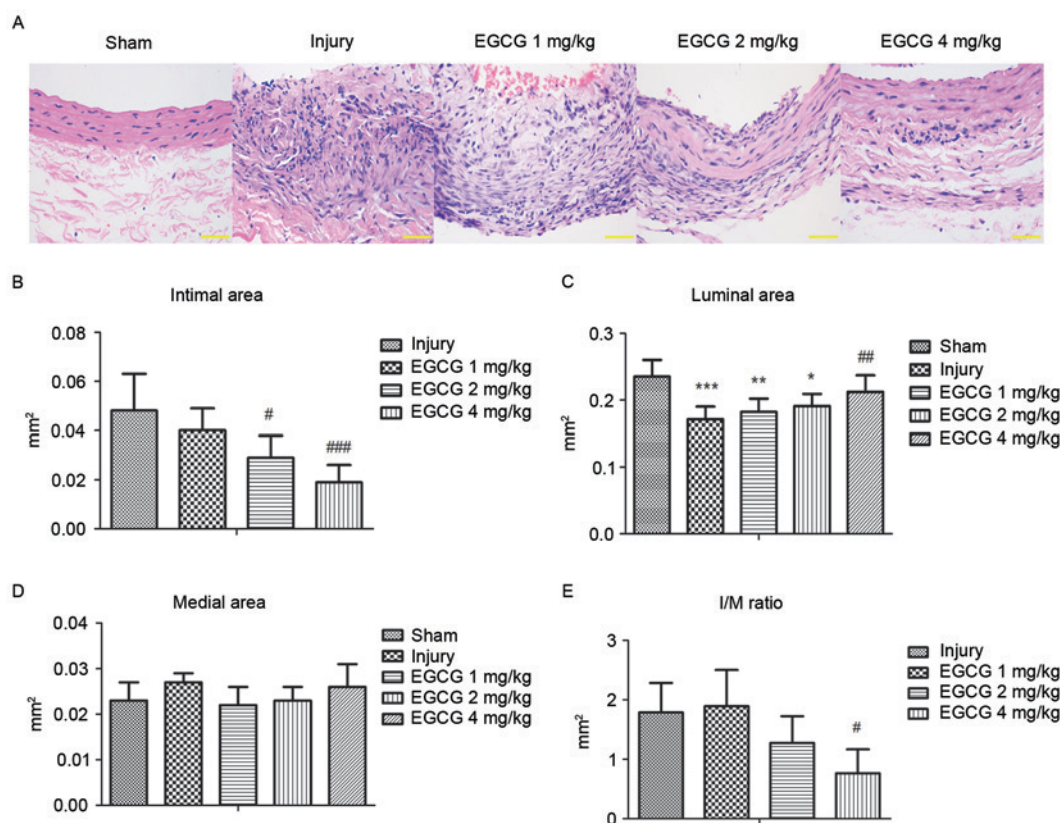 A
Sham Injury EGCG 1 mg/kg EGCG 2 mg/kg EGCG 4 mg/kg
B
Intimal area
0.08
0.06
0.04
0.02
0.00
mm²
#
###
Injury
EGCG 1 mg/kg
EGCG 2 mg/kg
EGCG 4 mg/kg
C
Luminal area
0.3
0.2
0.1
0.0
mm²
***
**
*
##
Sham
Injury
EGCG 1 mg/kg
EGCG 2 mg/kg
EGCG 4 mg/kg
D
Medial area
0.04
0.03
0.02
0.01
0.00
mm²
Sham
Injury
EGCG 1 mg/kg
EGCG 2 mg/kg
EGCG 4 mg/kg
E
I/M ratio
3
2
1
0
mm²
#
Injury
EGCG 1 mg/kg
EGCG 2 mg/kg
EGCG 4 mg/kg